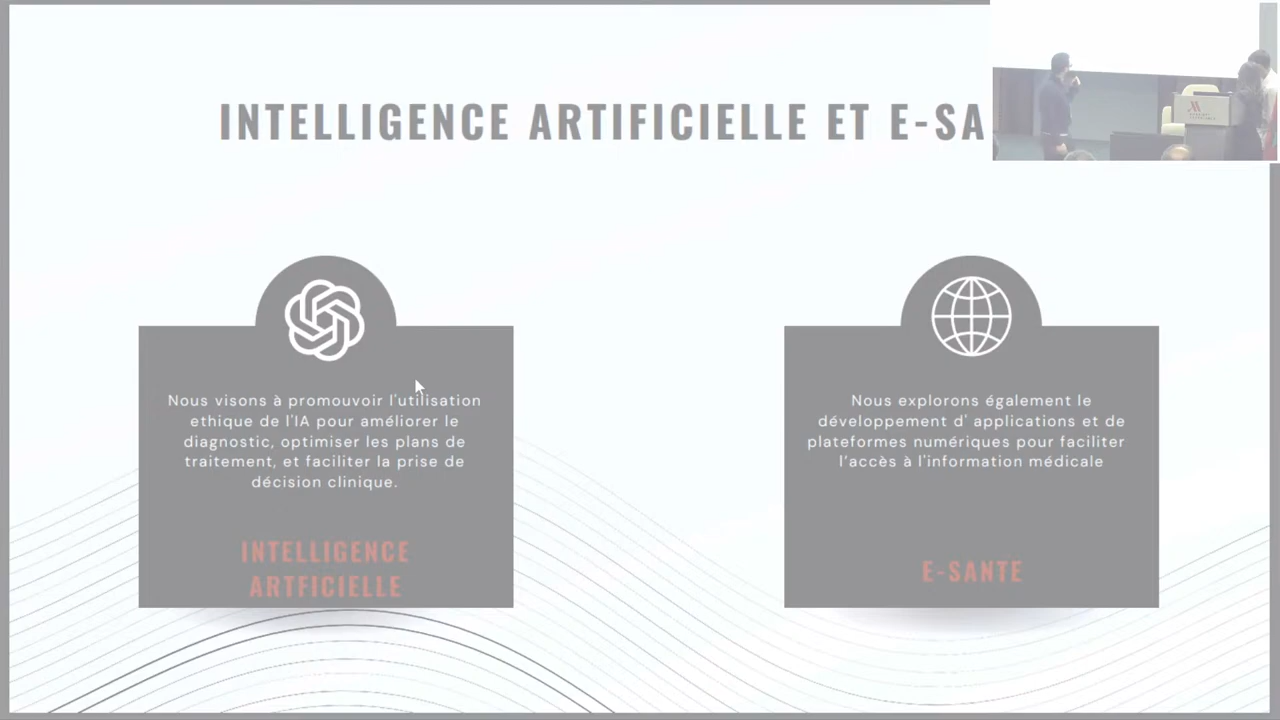 INTELLIGENCE ARTIFICIELLE ET E-SA
Nous visons à promouvoir l'utilisation
ethique de l'IA pour améliorer le
diagnostic, optimiser les plans de
traitement, et faciliter la prise de
décision clinique.
INTELLIGENCE
ARTFICIELLE
Nous explorons également le
développement d' applications et de
plateformes numériques pour faciliter
l'accès à l'information médicale
E-SANTE